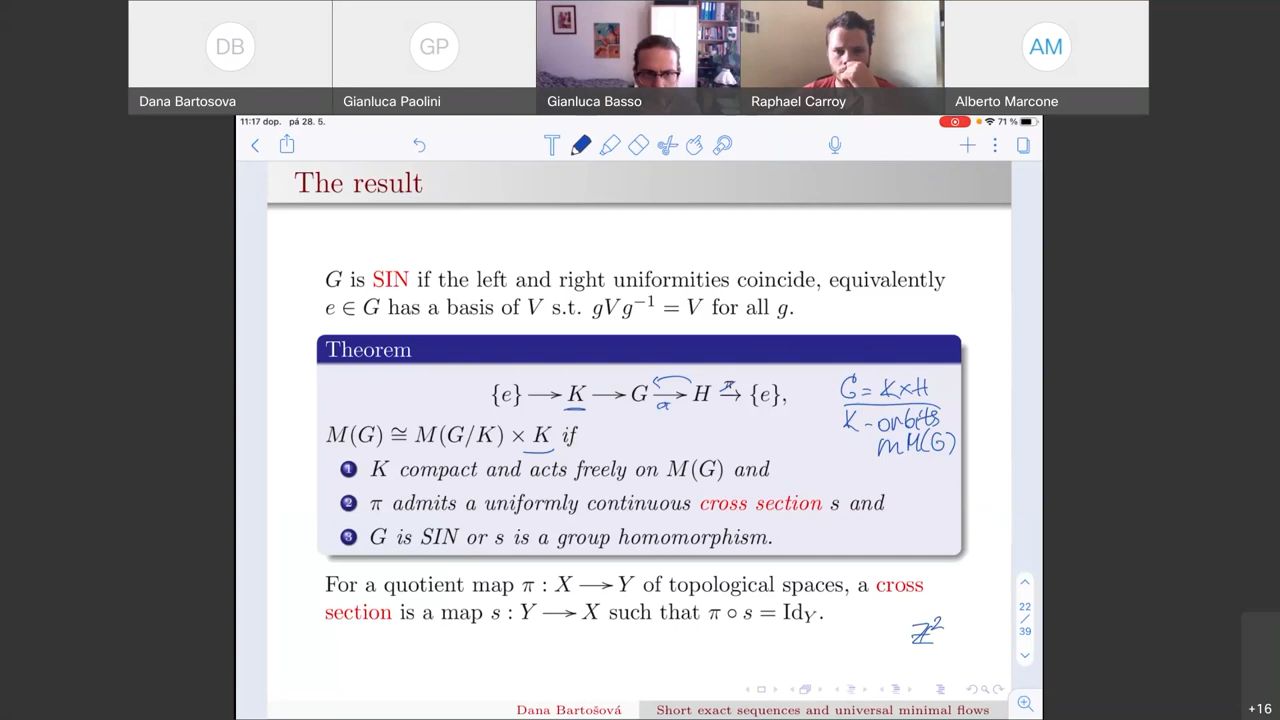 DB
GP
AM
Dana Bartosova
Gianluca Paolini
Gianluca Basso
Raphael Carroy
Alberto Marcone
11:17 dop. pá 28. 5.
71 %
The result
G is SIN if the left and right uniformities coincide, equivalently
e ∈ G has a basis of V s.t. gVg⁻¹ = V for all g.
Theorem
{e} → K → G → H →π {e},
G = K × H
K - orbits
M(G)
M(G) ≅ M(G/K) × K if
1 K compact and acts freely on M(G) and
2 π admits a uniformly continuous cross section s and
3 G is SIN or s is a group homomorphism.
For a quotient map π : X → Y of topological spaces, a cross
section is a map s : Y → X such that π ∘ s = Id_Y.
ℤ²
22
/
39
Dana Bartošová
Short exact sequences and universal minimal flows
+16